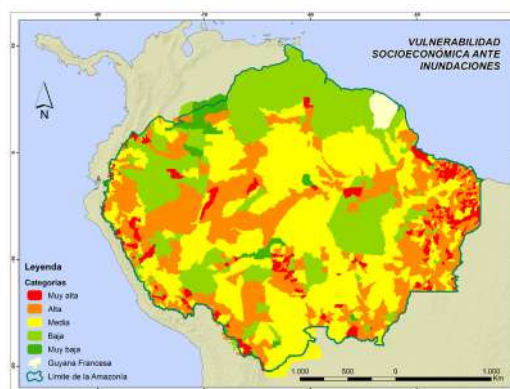 VULNERABILIDAD
SOCIOECONÓMICA ANTE
INUNDACIONES
N
Leyenda
Categorías
Muy alta
Alta
Media
Baja
Muy baja
Guyana Francesa
Límite de la Amazonía
1.000 500 0 1.000
Km